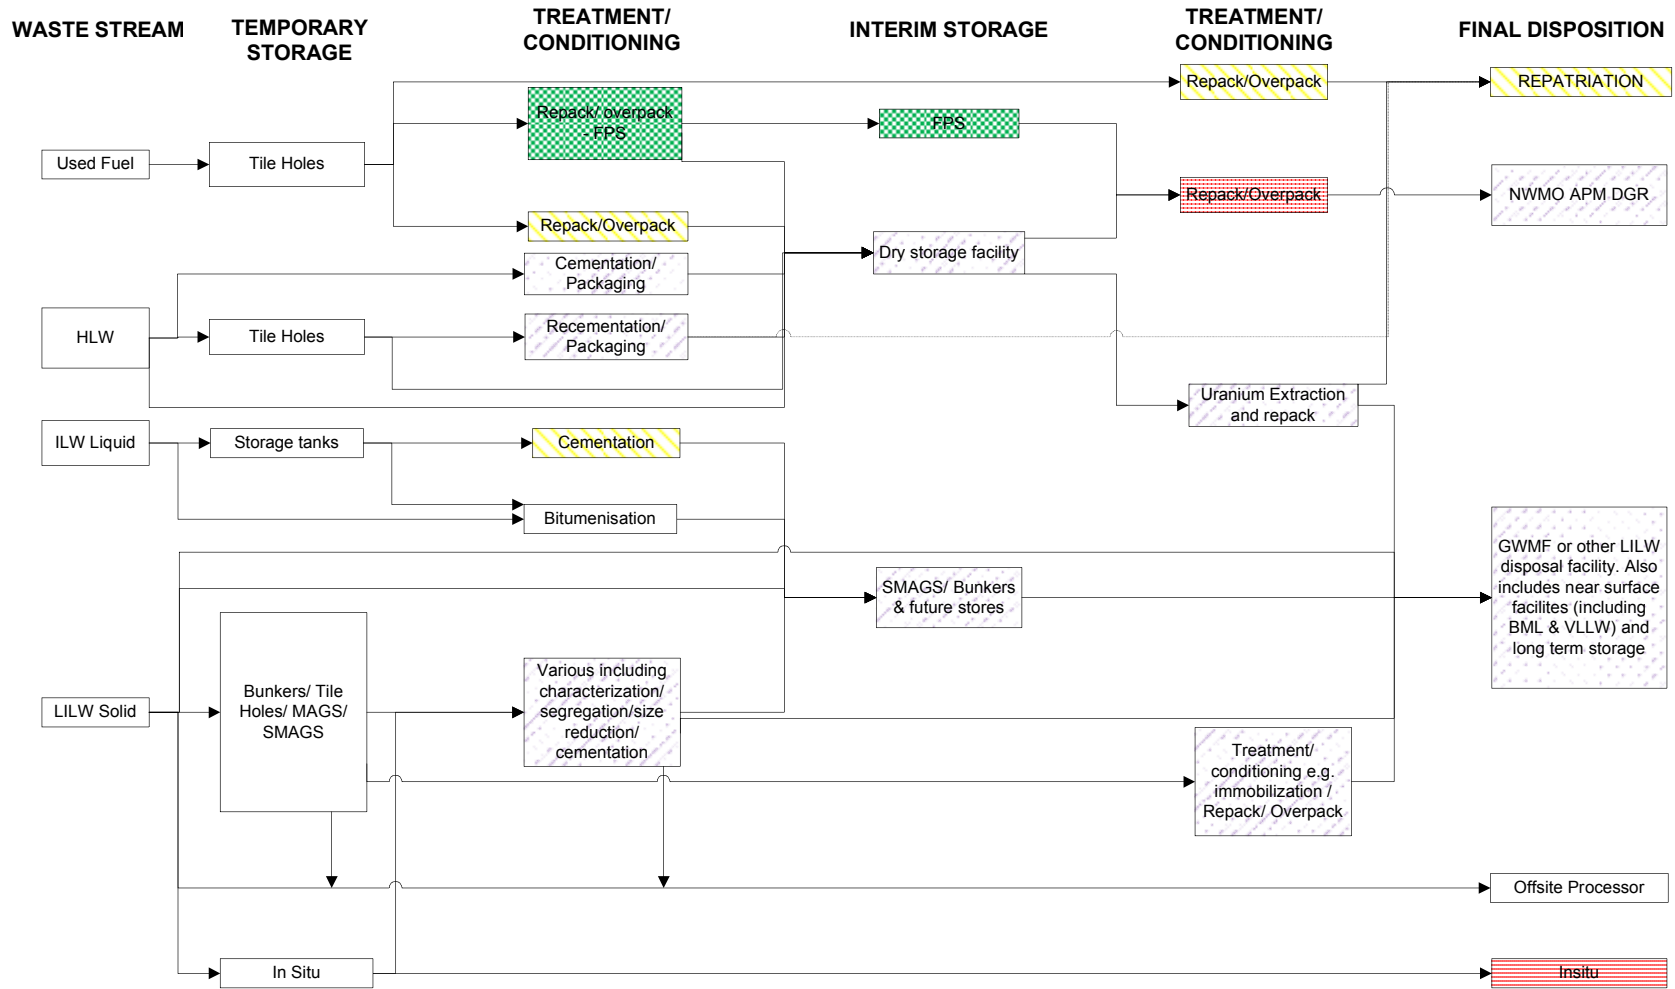 WASTE STREAM
TEMPORARY
STORAGE
TREATMENT/
CONDITIONING
INTERIM STORAGE
TREATMENT/
CONDITIONING
FINAL DISPOSITION
Repack/Overpack
REPATRIATION
Repack/ overpack
- FPS
FPS
Used Fuel
Tile Holes
Repack/Overpack
NWMO APM DGR
Repack/Overpack
Dry storage facility
Cementation/
Packaging
HLW
Tile Holes
Recementation/
Packaging
Uranium Extraction
and repack
ILW Liquid
Storage tanks
Cementation
Bitumenisation
GWMF or other LILW
disposal facility. Also
includes near surface
facilites (including
BML & VLLW) and
long term storage
SMAGS/ Bunkers
& future stores
LILW Solid
Bunkers/ Tile
Holes/ MAGS/
SMAGS
Various including
characterization/
segregation/size
reduction/
cementation
Treatment/
conditioning e.g.
immobilization /
Repack/ Overpack
Offsite Processor
In Situ
Insitu